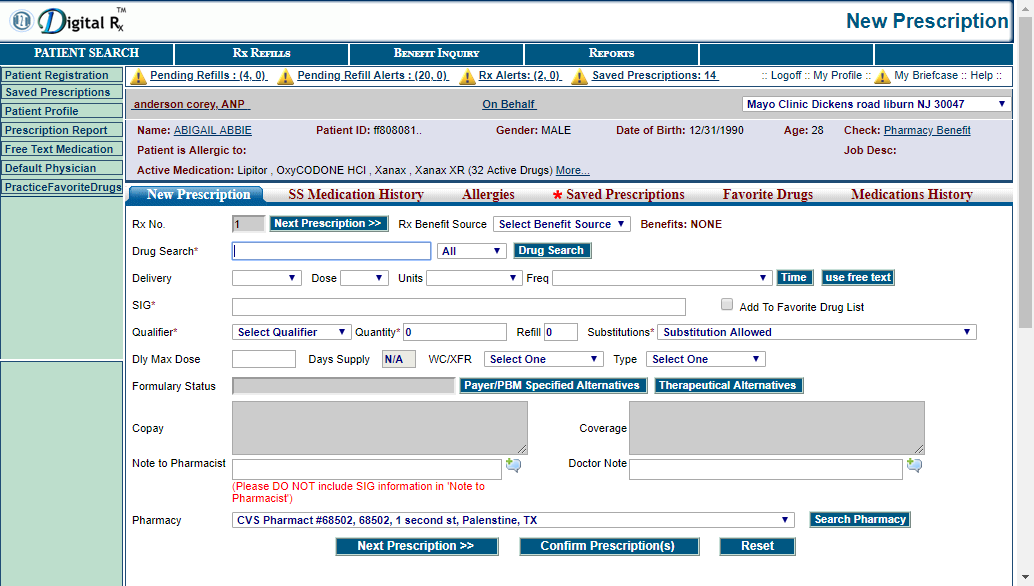 Digital Rx TM
New Prescription
PATIENT SEARCH RX REFILLS BENEFIT INQUIRY REPORTS
Patient Registration
Saved Prescriptions
Patient Profile
Prescription Report
Free Text Medication
Default Physician
PracticeFavoriteDrugs
Pending Refills : (4, 0) Pending Refill Alerts : (20, 0) Rx Alerts: (2, 0) Saved Prescriptions: 14 :: Logoff :: My Profile :: My Briefcase :: Help ::
anderson corey, ANP On Behalf Mayo Clinic Dickens road liburn NJ 30047
Name: ABIGAIL ABBIE Patient ID: ff808081.. Gender: MALE Date of Birth: 12/31/1990 Age: 28 Check: Pharmacy Benefit
Patient is Allergic to: Job Desc:
Active Medication: Lipitor , OxyCODONE HCl , Xanax , Xanax XR (32 Active Drugs) More...
New Prescription SS Medication History Allergies * Saved Prescriptions Favorite Drugs Medications History
Rx No. 1 Next Prescription >> Rx Benefit Source Select Benefit Source Benefits: NONE
Drug Search* All Drug Search
Delivery Dose Units Freq Time use free text
SIG* Add To Favorite Drug List
Qualifier* Select Qualifier Quantity* 0 Refill 0 Substitutions* Substitution Allowed
Dly Max Dose Days Supply N/A WC/XFR Select One Type Select One
Formulary Status Payer/PBM Specified Alternatives Therapeutical Alternatives
Copay Coverage
Note to Pharmacist Doctor Note
(Please DO NOT include SIG information in 'Note to
Pharmacist')
Pharmacy CVS Pharmact #68502, 68502, 1 second st, Palenstine, TX Search Pharmacy
Next Prescription >> Confirm Prescription(s) Reset